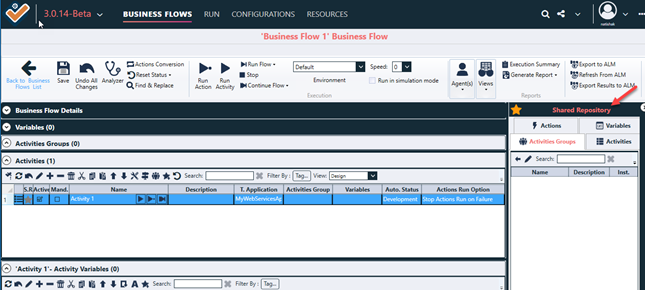 3.0.14-Beta BUSINESS FLOWS RUN CONFIGURATIONS RESOURCES
'Business Flow 1' Business Flow
Back to Business Flows List
Save
Undo All Changes
Analyzer
Actions Conversion
Reset Status
Find & Replace
Run Action
Run Activity
Run Flow
Stop
Continue Flow
Default
Environment
Speed: 0
Run in simulation mode
Execution
Agent(s)
Views
Execution Summary
Generate Report
Reports
Export to ALM
Refresh From ALM
Export Results to ALM
Business Flow Details
Variables (0)
Activities Groups (0)
Activities (1)
Search: Filter By : Tag... View: Design
S.R Active Mand. Name Description T. Application Activities Group Variables Auto. Status Actions Run Option
1 Activity 1 MyWebServicesAp Development Stop Actions Run on Failure
'Activity 1'- Activity Variables (0)
Search: Filter By : Tag...
Shared Repository
Actions Variables
Activities Groups Activities
Search:
Name Description Inst.